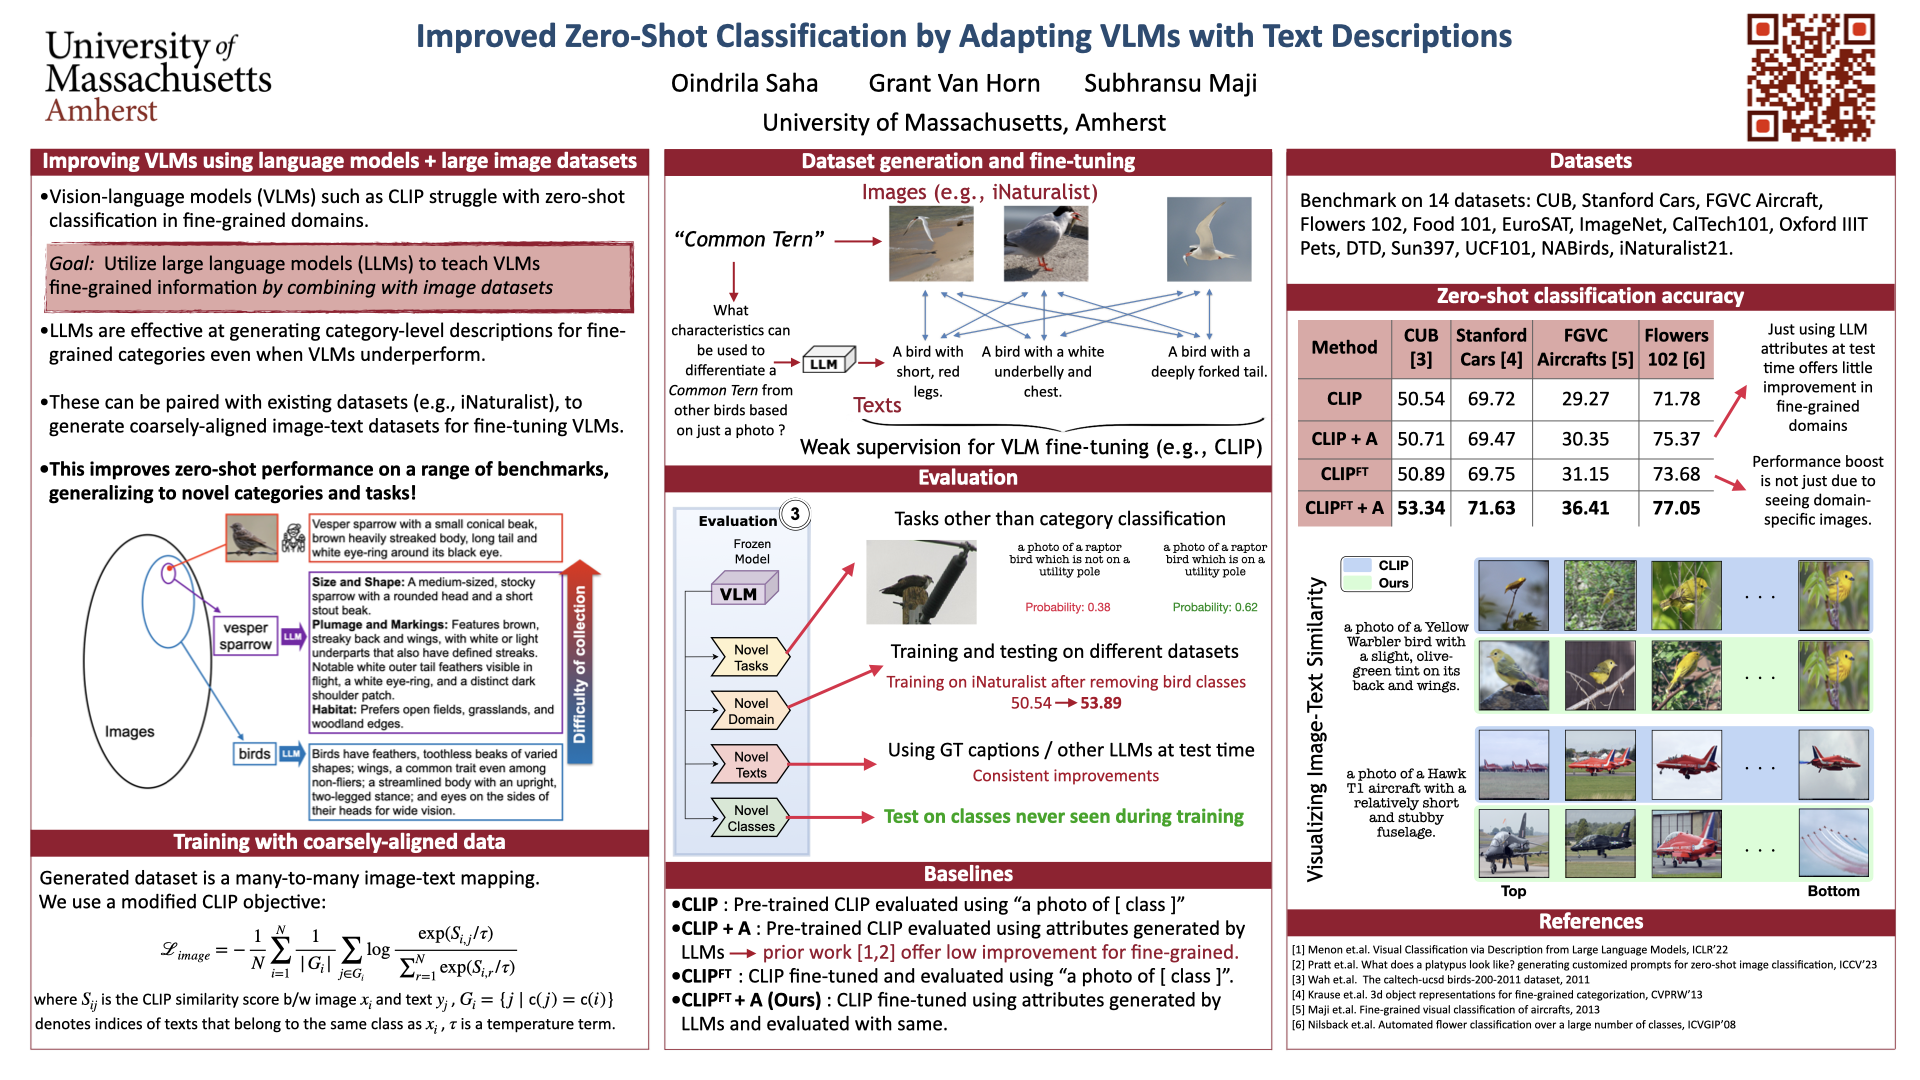 University of
Massachusetts
Amherst
Improved Zero-Shot Classification by Adapting VLMs with Text Descriptions
Oindrila Saha Grant Van Horn Subhransu Maji
University of Massachusetts, Amherst
Improving VLMs using language models + large image datasets
•Vision-language models (VLMs) such as CLIP struggle with zero-shot
classification in fine-grained domains.
Goal: Utilize large language models (LLMs) to teach VLMs
fine-grained information by combining with image datasets
•LLMs are effective at generating category-level descriptions for fine-
grained categories even when VLMs underperform.
•These can be paired with existing datasets (e.g., iNaturalist), to
generate coarsely-aligned image-text datasets for fine-tuning VLMs.
•This improves zero-shot performance on a range of benchmarks,
generalizing to novel categories and tasks!
Images
Vesper sparrow with a small conical beak,
brown heavily streaked body, long tail and
white eye-ring around its black eye.
vesper
sparrow
LLM
Size and Shape: A medium-sized, stocky
sparrow with a rounded head and a short
stout beak.
Plumage and Markings: Features brown,
streaky back and wings, with white or light
underparts that also have defined streaks.
Notable white outer tail feathers visible in
flight, a white eye-ring, and a distinct dark
shoulder patch.
Habitat: Prefers open fields, grasslands, and
woodland edges.
birds
LLM
Birds have feathers, toothless beaks of varied
shapes; wings, a common trait even among
non-fliers; a streamlined body with an upright,
two-legged stance; and eyes on the sides of
their heads for wide vision.
Difficulty of collection
Training with coarsely-aligned data
Generated dataset is a many-to-many image-text mapping.
We use a modified CLIP objective:
ℒ_image = − 1/N ∑_{i=1}^{N} 1/|G_i| ∑_{j∈G_i} log exp(S_{i,j}/τ) / ∑_{r=1}^{N} exp(S_{i,r}/τ)
where S_ij is the CLIP similarity score b/w image x_i and text y_j , G_i = {j | c(j) = c(i)}
denotes indices of texts that belong to the same class as x_i , τ is a temperature term.
Dataset generation and fine-tuning
Images (e.g., iNaturalist)
“Common Tern”
What
characteristics can
be used to
differentiate a
Common Tern from
other birds based
on just a photo ?
LLM
A bird with
short, red
legs.
A bird with a white
underbelly and
chest.
A bird with a
deeply forked tail.
Texts
Weak supervision for VLM fine-tuning (e.g., CLIP)
Evaluation
Evaluation 3
Frozen
Model
VLM
Novel
Tasks
Novel
Domain
Novel
Texts
Novel
Classes
Tasks other than category classification
a photo of a raptor
bird which is not on a
utility pole
Probability: 0.38
a photo of a raptor
bird which is on a
utility pole
Probability: 0.62
Training and testing on different datasets
Training on iNaturalist after removing bird classes
50.54 → 53.89
Using GT captions / other LLMs at test time
Consistent improvements
Test on classes never seen during training
Baselines
•CLIP : Pre-trained CLIP evaluated using “a photo of [ class ]”
•CLIP + A : Pre-trained CLIP evaluated using attributes generated by
LLMs → prior work [1,2] offer low improvement for fine-grained.
•CLIPFT : CLIP fine-tuned and evaluated using “a photo of [ class ]”.
•CLIPFT + A (Ours) : CLIP fine-tuned using attributes generated by
LLMs and evaluated with same.
Datasets
Benchmark on 14 datasets: CUB, Stanford Cars, FGVC Aircraft,
Flowers 102, Food 101, EuroSAT, ImageNet, CalTech101, Oxford IIIT
Pets, DTD, Sun397, UCF101, NABirds, iNaturalist21.
Zero-shot classification accuracy
Method CUB [3] Stanford Cars [4] FGVC Aircrafts [5] Flowers 102 [6]
CLIP 50.54 69.72 29.27 71.78
CLIP + A 50.71 69.47 30.35 75.37
CLIPFT 50.89 69.75 31.15 73.68
CLIPFT + A 53.34 71.63 36.41 77.05
Just using LLM
attributes at test
time offers little
improvement in
fine-grained
domains
Performance boost
is not just due to
seeing domain-
specific images.
Visualizing Image-Text Similarity
CLIP
Ours
a photo of a Yellow
Warbler bird with
a slight, olive-
green tint on its
back and wings.
. . .
. . .
a photo of a Hawk
T1 aircraft with a
relatively short
and stubby
fuselage.
. . .
. . .
Top Bottom
References
[1] Menon et.al. Visual Classification via Description from Large Language Models, ICLR’22
[2] Pratt et.al. What does a platypus look like? generating customized prompts for zero-shot image classification, ICCV’23
[3] Wah et.al. The caltech-ucsd birds-200-2011 dataset, 2011
[4] Krause et.al. 3d object representations for fine-grained categorization, CVPRW’13
[5] Maji et.al. Fine-grained visual classification of aircrafts, 2013
[6] Nilsback et.al. Automated flower classification over a large number of classes, ICVGIP’08